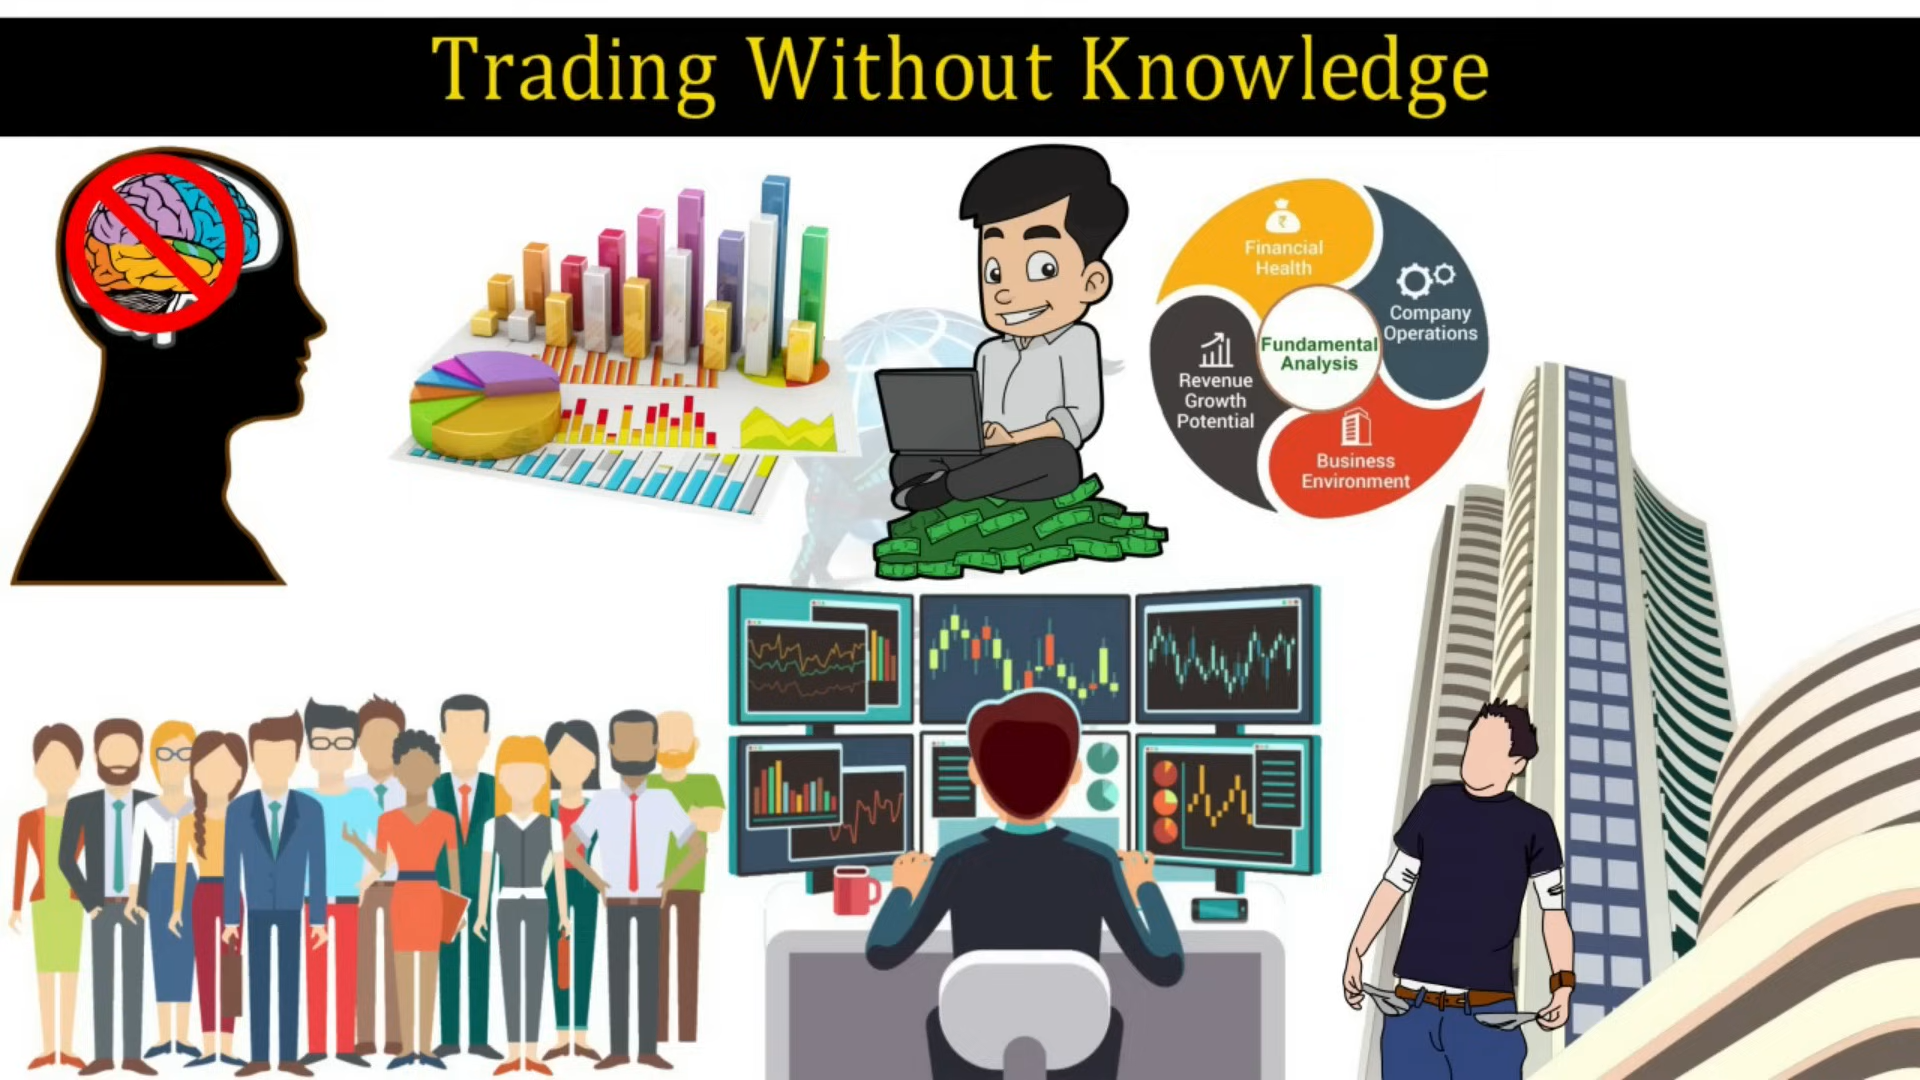 Trading Without Knowledge
Financial
Health
Company
Operations
Fundamental
Analysis
Revenue
Growth
Potential
Business
Environment